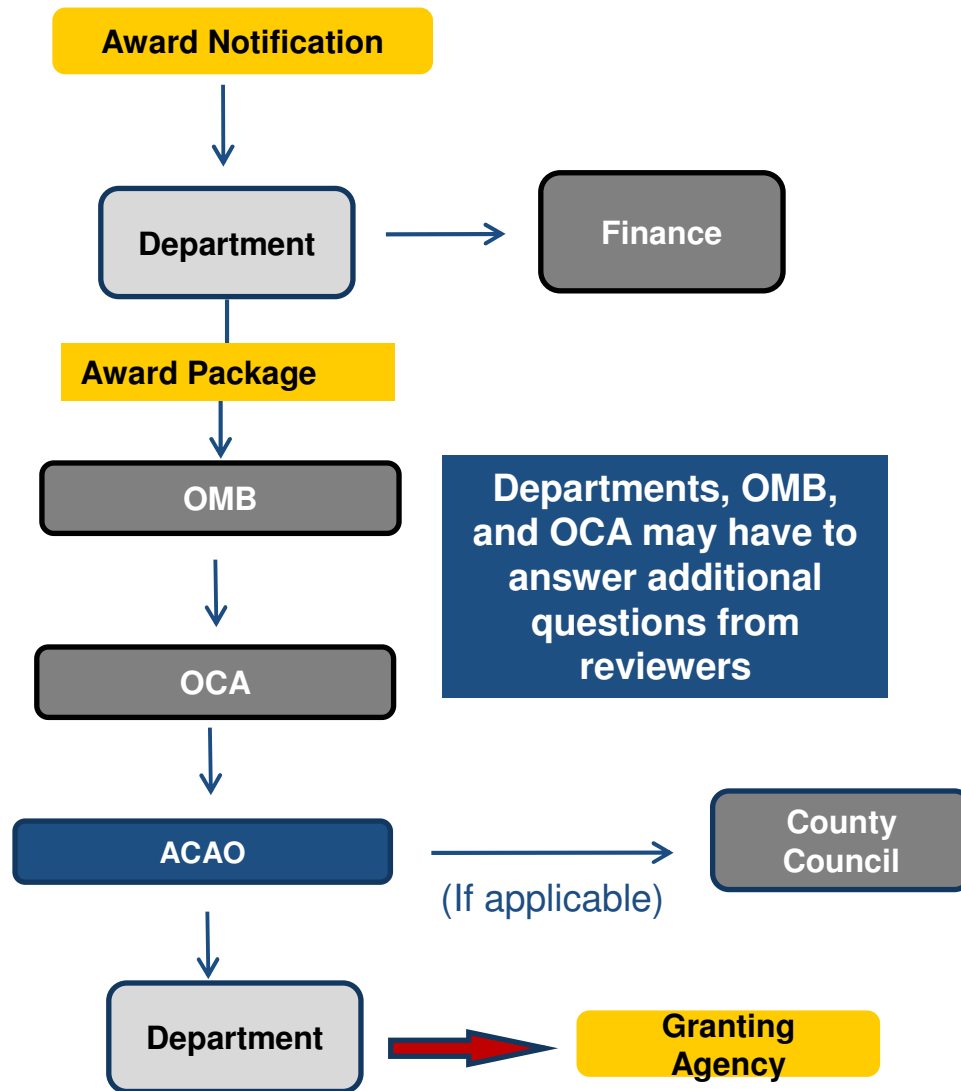 Award Notification
Department
Finance
Award Package
OMB
Departments, OMB,
and OCA may have to
answer additional
questions from
reviewers
OCA
ACAO
(If applicable)
County
Council
Department
Granting
Agency